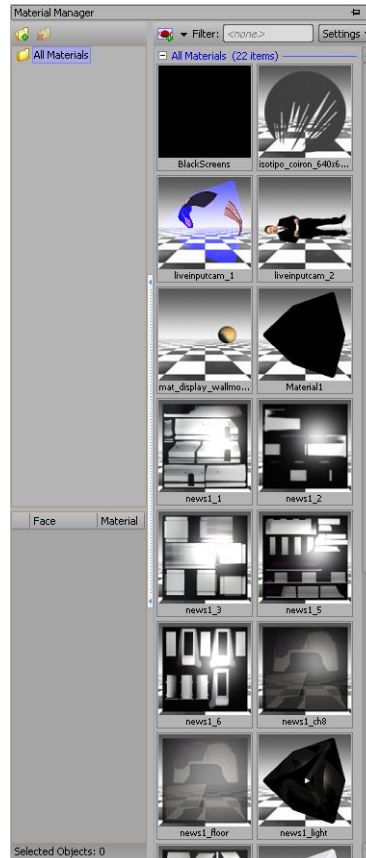 Material Manager
Filter: <none> Settings
All Materials
All Materials (22 items)
BlackScreens
isotipo_coiron_640x6...
liveinputcam_1
liveinputcam_2
mat_display_wallmo...
Material1
news1_1
news1_2
Face Material
news1_3
news1_5
news1_6
news1_ch8
news1_floor
news1_light
Selected Objects: 0